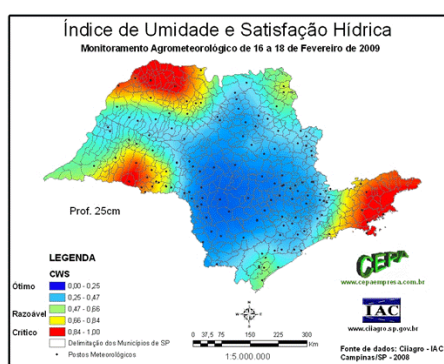 Índice de Umidade e Satisfação Hídrica
Monitoramento Agrometeorológico de 16 a 18 de Fevereiro de 2009
Prof. 25cm
LEGENDA
CWS
Ótimo
0,00 - 0,25
0,25 - 0,47
Razoável
0,47 - 0,66
0,66 - 0,84
Crítico
0,84 - 1,00
Delimitação dos Municípios de SP
Postos Meteorológicos
0 37,5 75 150 225 300
KM
1:5.000.000
CEPA
www.cepaempresa.com.br
IAC
www.ciiagro.sp.gov.br
Fonte de dados: Ciiagro - IAC
Campinas/SP - 2008